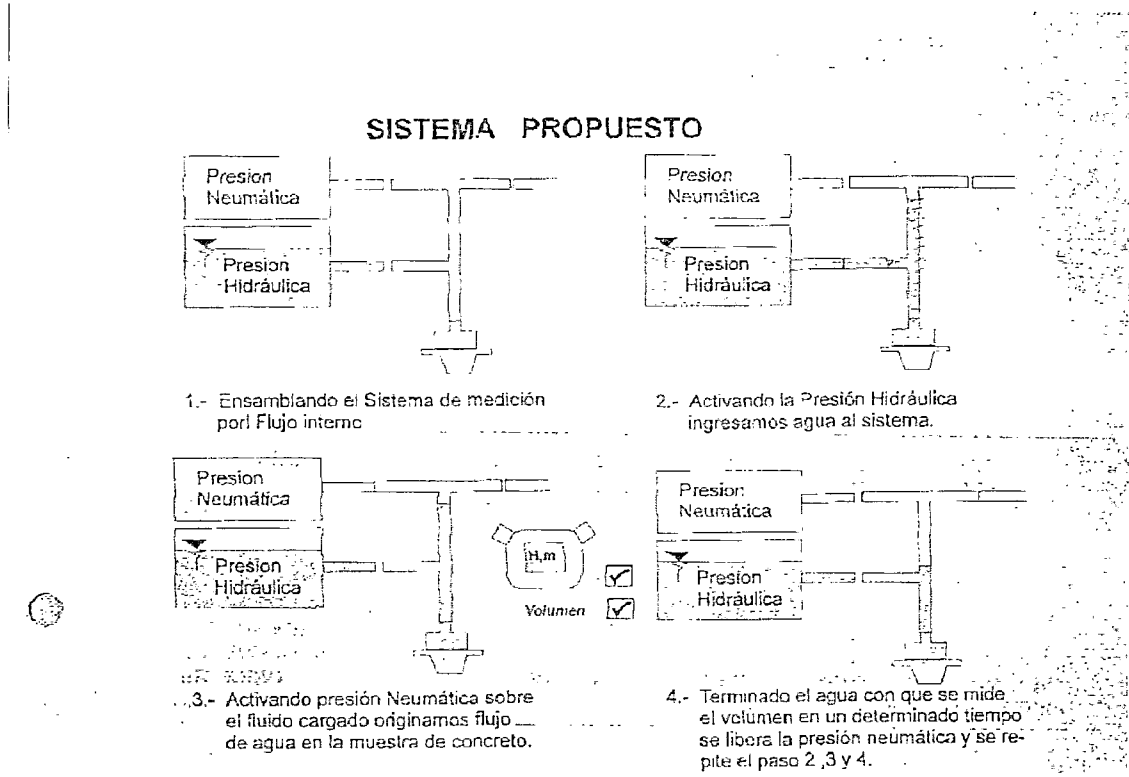 SISTEMA PROPUESTO
Presion
Neumática
Presion
Hidráulica
1.- Ensamblando el Sistema de medición
porl Flujo interno
Presion
Neumática
Presion
Hidráulica
2.- Activando la Presión Hidráulica
ingresamos agua al sistema.
Presion
Neumática
Presion
Hidráulica
H,m
Volumen
3.- Activando presión Neumática sobre
el fluido cargado originamos flujo
de agua en la muestra de concreto.
Presion
Neumática
Presion
Hidráulica
4.- Terminado el agua con que se mide
el volumen en un determinado tiempo
se libera la presión neumática y se re-
pite el paso 2 ,3 y 4.